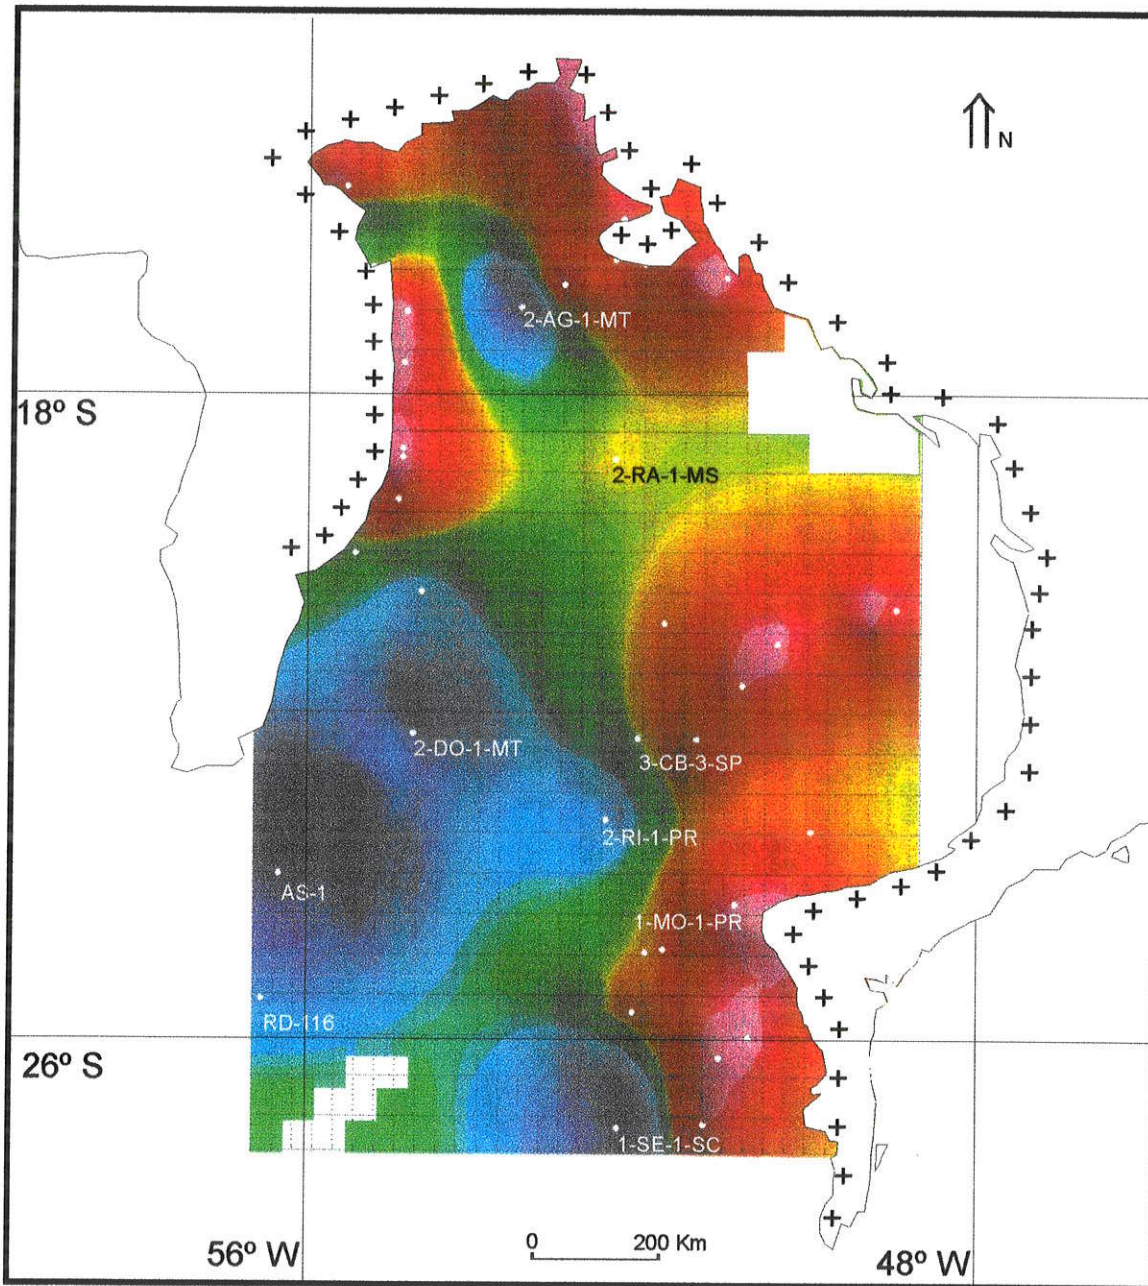 N
2-AG-1-MT
18º S
2-RA-1-MS
2-DO-1-MT
3-CB-3-SP
2-RI-1-PR
AS-1
1-MO-1-PR
RD-116
26º S
1-SE-1-SC
56º W
0
200 Km
48º W